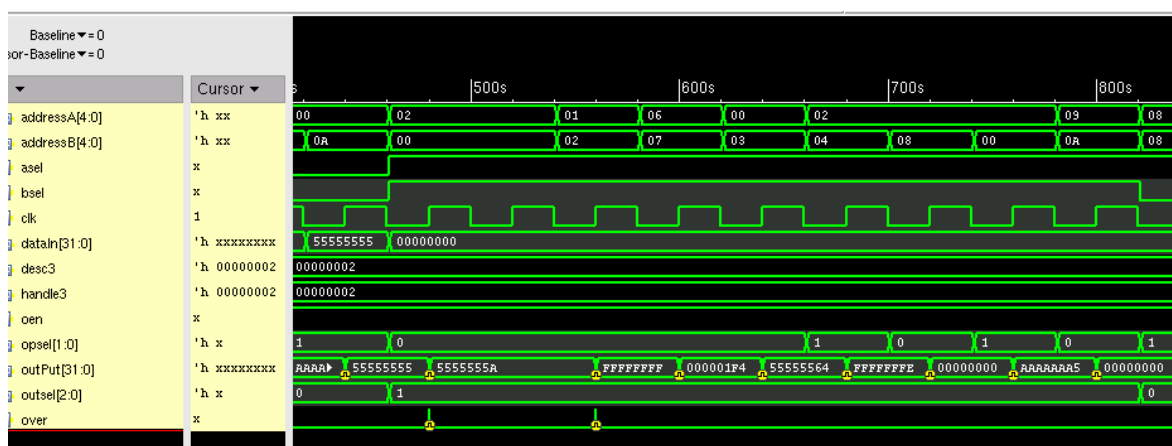 Baseline▼= 0
sor-Baseline▼= 0
Cursor ▼
s 500s 600s 700s 800s
addressA[4:0] 'h xx 00 02 01 06 00 02 09 08
addressB[4:0] 'h xx 0A 00 02 07 03 04 08 00 0A 08
asel x
bsel x
clk 1
dataIn[31:0] 'h xxxxxxxx 55555555 00000000
desc3 'h 00000002 00000002
handle3 'h 00000002 00000002
oen x
opsel[1:0] 'h x 1 0 1 0 1 0 1
outPut[31:0] 'h xxxxxxxx AAAA 55555555 5555555A FFFFFFFF 000001F4 55555564 FFFFFFFE 00000000 AAAAAAA5 00000000
outsel[2:0] 'h x 0 1 0
over x